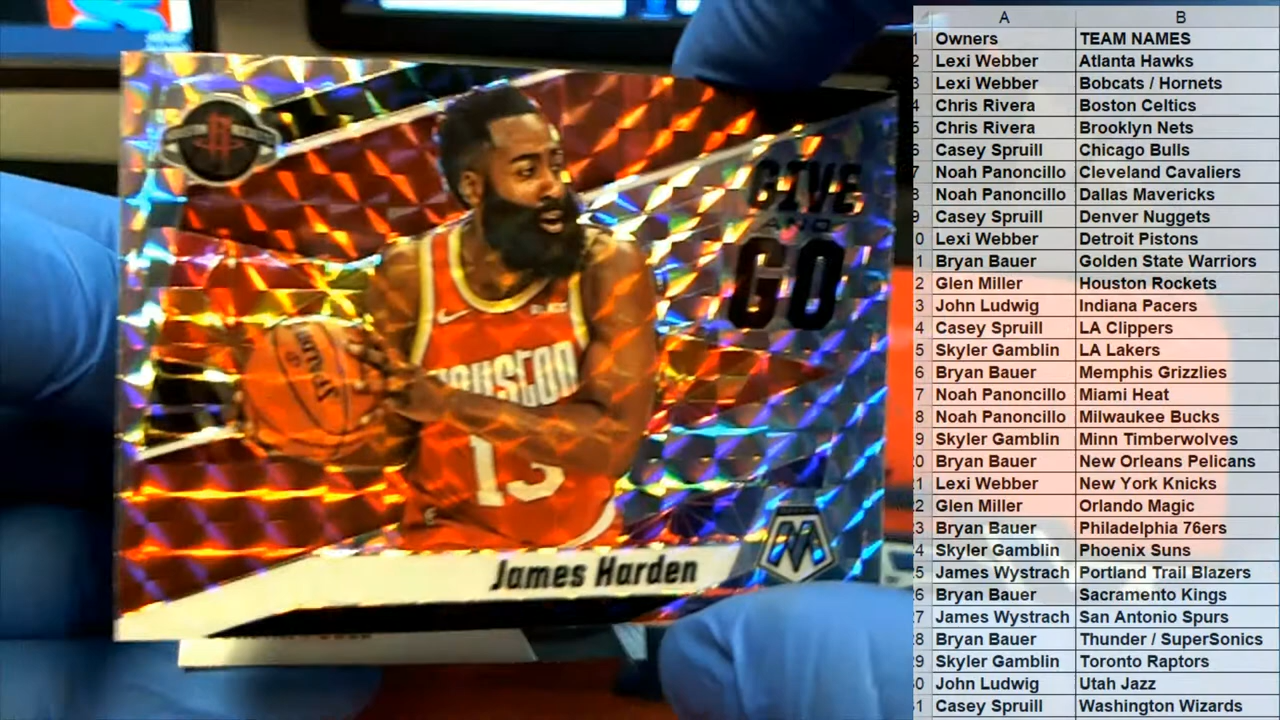 GIVE
AND
GO
SPALDING
HOUSTON
13
James Harden
A B
Owners TEAM NAMES
2 Lexi Webber Atlanta Hawks
3 Lexi Webber Bobcats / Hornets
4 Chris Rivera Boston Celtics
5 Chris Rivera Brooklyn Nets
6 Casey Spruill Chicago Bulls
7 Noah Panoncillo Cleveland Cavaliers
8 Noah Panoncillo Dallas Mavericks
9 Casey Spruill Denver Nuggets
0 Lexi Webber Detroit Pistons
1 Bryan Bauer Golden State Warriors
2 Glen Miller Houston Rockets
3 John Ludwig Indiana Pacers
4 Casey Spruill LA Clippers
5 Skyler Gamblin LA Lakers
6 Bryan Bauer Memphis Grizzlies
7 Noah Panoncillo Miami Heat
8 Noah Panoncillo Milwaukee Bucks
9 Skyler Gamblin Minn Timberwolves
0 Bryan Bauer New Orleans Pelicans
21 Lexi Webber New York Knicks
22 Glen Miller Orlando Magic
3 Bryan Bauer Philadelphia 76ers
4 Skyler Gamblin Phoenix Suns
5 James Wystrach Portland Trail Blazers
6 Bryan Bauer Sacramento Kings
7 James Wystrach San Antonio Spurs
8 Bryan Bauer Thunder / SuperSonics
9 Skyler Gamblin Toronto Raptors
0 John Ludwig Utah Jazz
1 Casey Spruill Washington Wizards